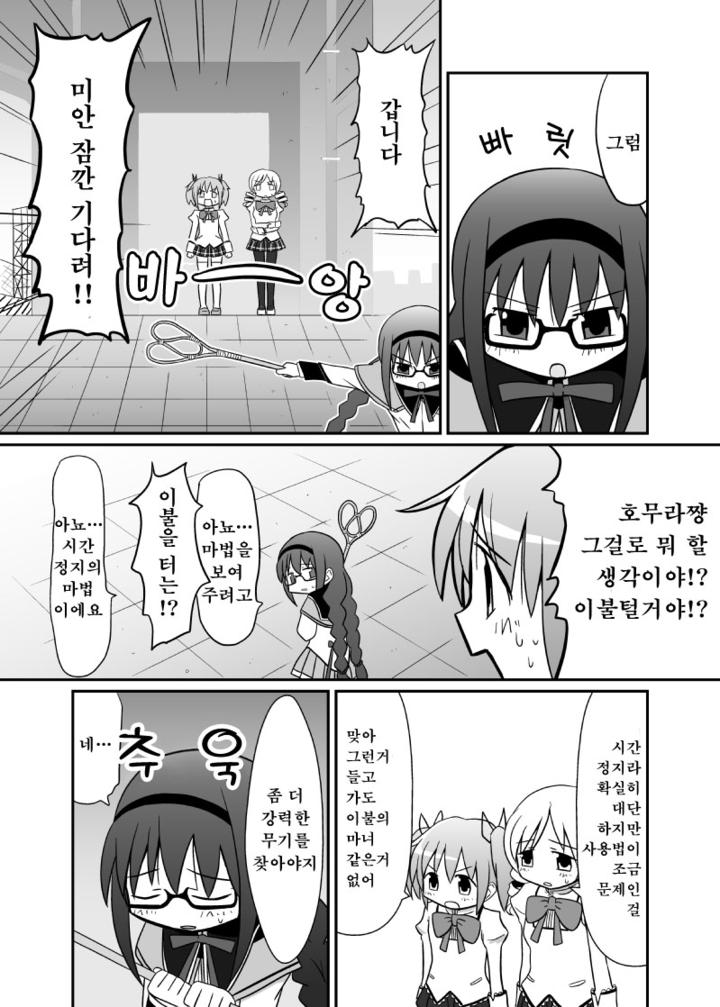 그럼
빠 릿
갑니다
미안 잠깐 기다려!!
바ー앙
호무라쨩
그걸로 뭐 할
생각이야!?
이불털거야!?
아뇨…
마법을
보여
주려고
이불을 터는!?
아뇨…
시간
정지의
마법
이에요
시간
정지라
확실히
대단
하지만
사용법이
조금
문제인
걸
맞아
그런거
들고
가도
이불의
마녀
같은거
없어
좀 더
강력한
무기를
찾아야지
추 욱
네…